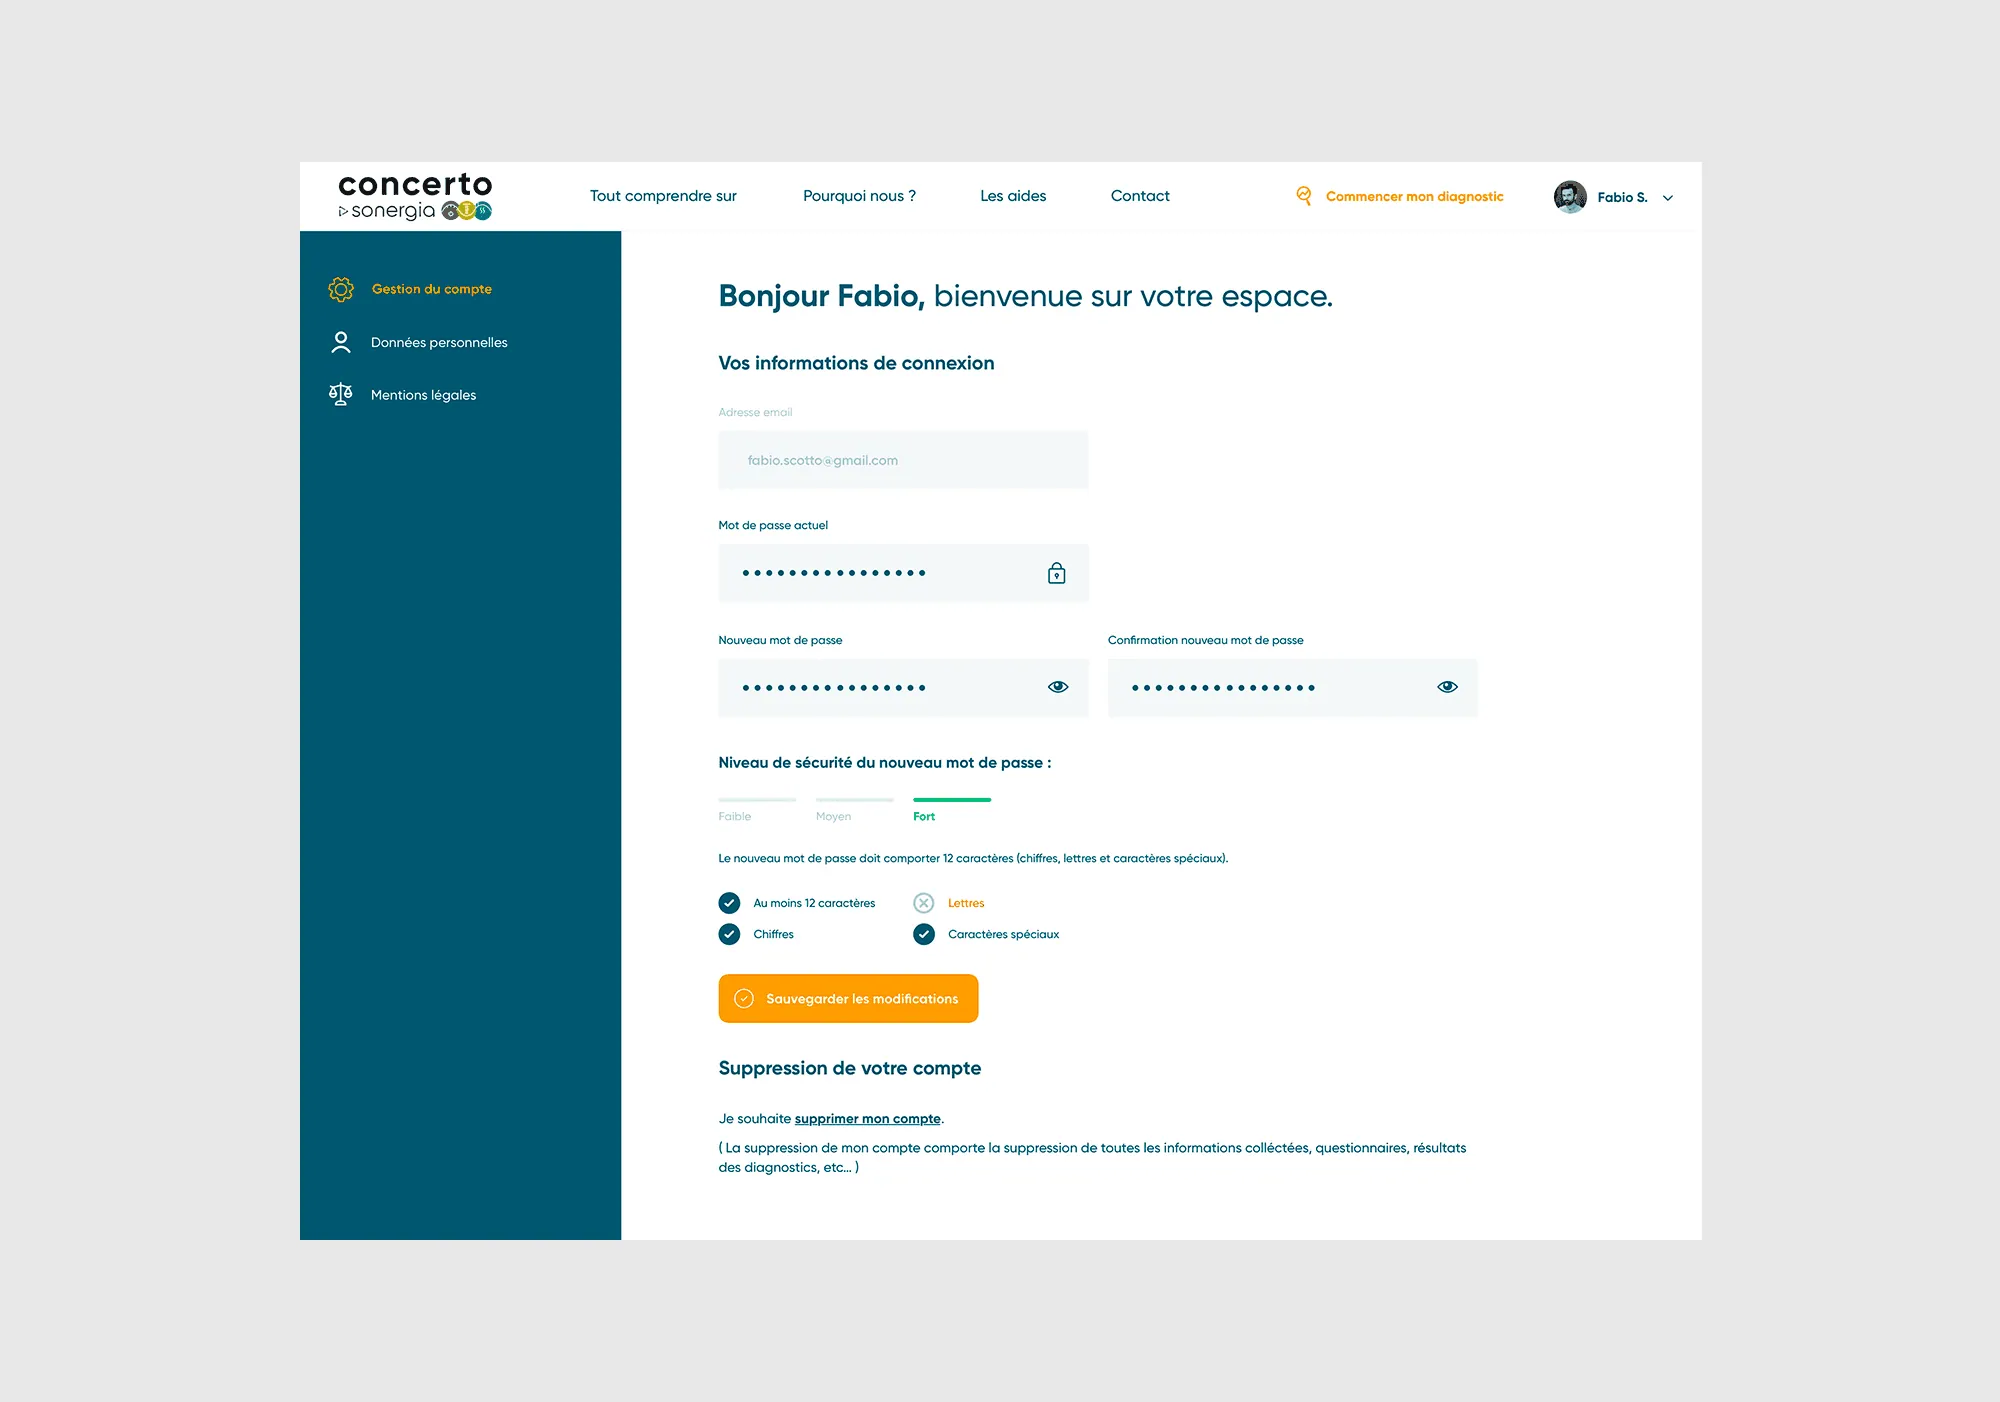 concerto
sonergia
Tout comprendre sur
Pourquoi nous ?
Les aides
Contact
Commencer mon diagnostic
Fabio S.
Gestion du compte
Données personnelles
Mentions légales
Bonjour Fabio, bienvenue sur votre espace.
Vos informations de connexion
Adresse email
fabio.scotto@gmail.com
Mot de passe actuel
Nouveau mot de passe
Confirmation nouveau mot de passe
Niveau de sécurité du nouveau mot de passe :
Faible
Moyen
Fort
Le nouveau mot de passe doit comporter 12 caractères (chiffres, lettres et caractères spéciaux).
Au moins 12 caractères
Lettres
Chiffres
Caractères spéciaux
Sauvegarder les modifications
Suppression de votre compte
Je souhaite supprimer mon compte.
( La suppression de mon compte comporte la suppression de toutes les informations colléctées, questionnaires, résultats
des diagnostics, etc... )